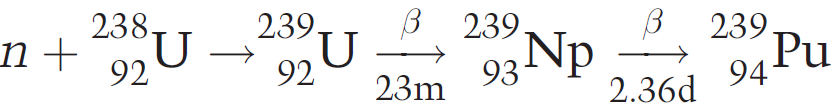 n + ²³⁸₉₂U → ²³⁹₉₂U →[β][23m] ²³⁹₉₃Np →[β][2.36d] ²³⁹₉₄Pu